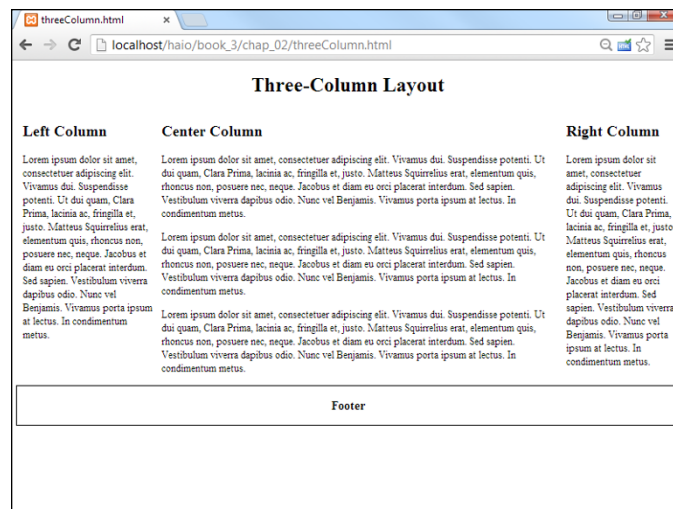 threeColumn.html
localhost/haio/book_3/chap_02/threeColumn.html
Three-Column Layout
Left Column
Lorem ipsum dolor sit amet,
consectetuer adipiscing elit.
Vivamus dui. Suspendisse
potenti. Ut dui quam, Clara
Prima, lacinia ac, fringilla et,
justo. Matteus Squirrelius erat,
elementum quis, rhoncus non,
posuere nec, neque. Jacobus et
diam eu orci placerat interdum.
Sed sapien. Vestibulum viverra
dapibus odio. Nunc vel
Benjamis. Vivamus porta ipsum
at lectus. In condimentum
metus.
Center Column
Lorem ipsum dolor sit amet, consectetuer adipiscing elit. Vivamus dui. Suspendisse potenti. Ut
dui quam, Clara Prima, lacinia ac, fringilla et, justo. Matteus Squirrelius erat, elementum quis,
rhoncus non, posuere nec, neque. Jacobus et diam eu orci placerat interdum. Sed sapien.
Vestibulum viverra dapibus odio. Nunc vel Benjamis. Vivamus porta ipsum at lectus. In
condimentum metus.
Lorem ipsum dolor sit amet, consectetuer adipiscing elit. Vivamus dui. Suspendisse potenti. Ut
dui quam, Clara Prima, lacinia ac, fringilla et, justo. Matteus Squirrelius erat, elementum quis,
rhoncus non, posuere nec, neque. Jacobus et diam eu orci placerat interdum. Sed sapien.
Vestibulum viverra dapibus odio. Nunc vel Benjamis. Vivamus porta ipsum at lectus. In
condimentum metus.
Lorem ipsum dolor sit amet, consectetuer adipiscing elit. Vivamus dui. Suspendisse potenti. Ut
dui quam, Clara Prima, lacinia ac, fringilla et, justo. Matteus Squirrelius erat, elementum quis,
rhoncus non, posuere nec, neque. Jacobus et diam eu orci placerat interdum. Sed sapien.
Vestibulum viverra dapibus odio. Nunc vel Benjamis. Vivamus porta ipsum at lectus. In
condimentum metus.
Right Column
Lorem ipsum dolor sit
amet, consectetuer
adipiscing elit. Vivamus
dui. Suspendisse potenti.
Ut dui quam, Clara Prima,
lacinia ac, fringilla et, justo
Matteus Squirrelius erat,
elementum quis, rhoncus
non, posuere nec, neque.
Jacobus et diam eu orci
placerat interdum. Sed
sapien. Vestibulum viverra
dapibus odio. Nunc vel
Benjamis. Vivamus porta
ipsum at lectus. In
condimentum metus.
Footer